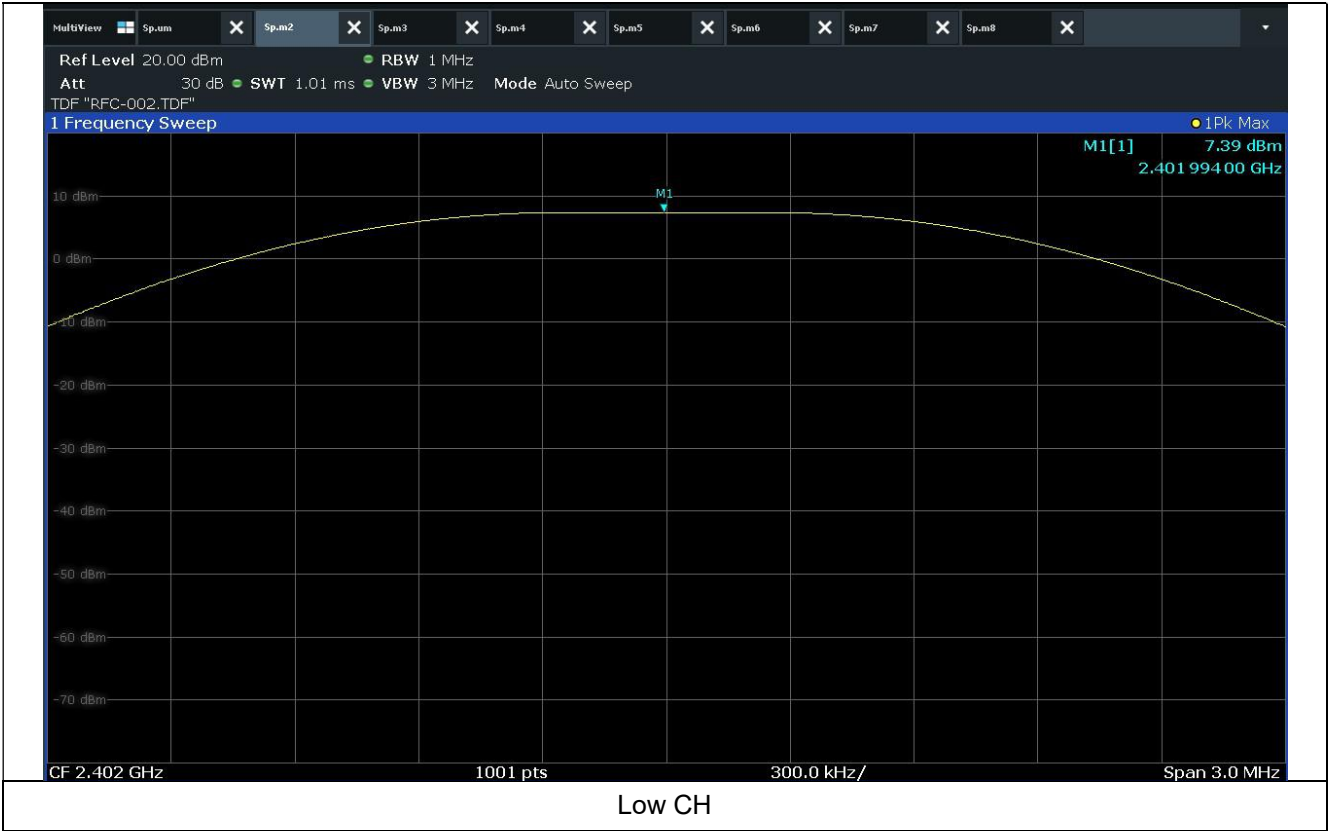 MultiView Sp.um Sp.m2 Sp.m3 Sp.m4 Sp.m5 Sp.m6 Sp.m7 Sp.m8
Ref Level 20.00 dBm RBW 1 MHz
Att 30 dB SWT 1.01 ms VBW 3 MHz Mode Auto Sweep
TDF "RFC-002.TDF"
1 Frequency Sweep 1Pk Max
M1[1] 7.39 dBm
2.401 994 00 GHz
M1
10 dBm
0 dBm
-10 dBm
-20 dBm
-30 dBm
-40 dBm
-50 dBm
-60 dBm
-70 dBm
CF 2.402 GHz 1001 pts 300.0 kHz/ Span 3.0 MHz
Low CH